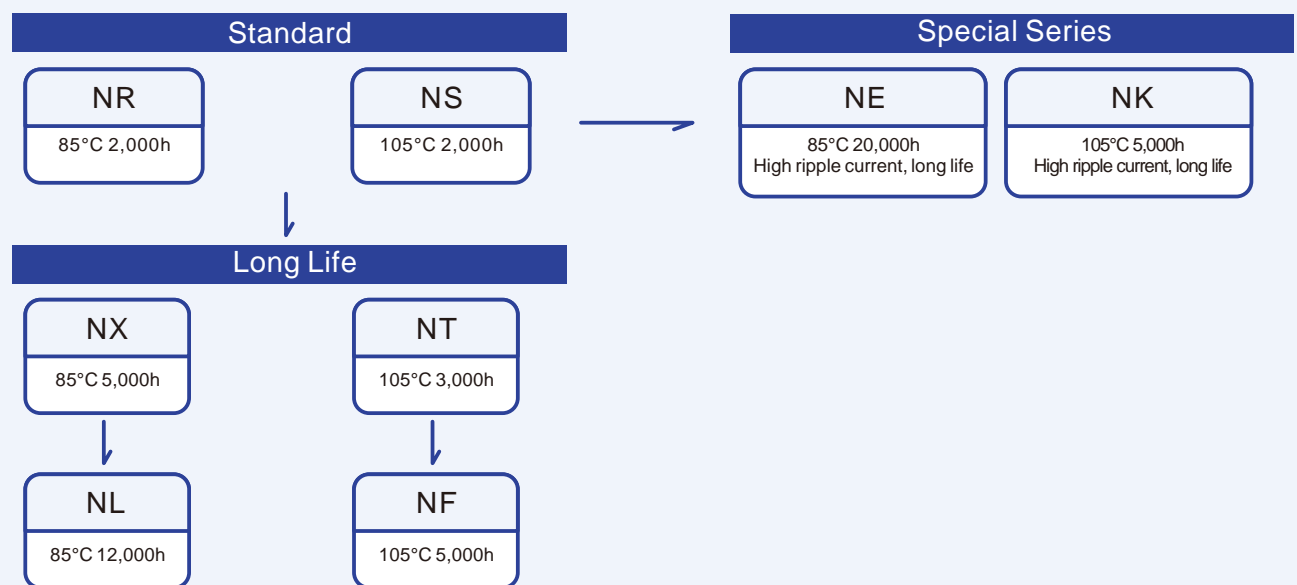 Standard
NR
85°C 2,000h
NS
105°C 2,000h
Special Series
NE
85°C 20,000h
High ripple current, long life
NK
105°C 5,000h
High ripple current, long life
Long Life
NX
85°C 5,000h
NT
105°C 3,000h
NL
85°C 12,000h
NF
105°C 5,000h